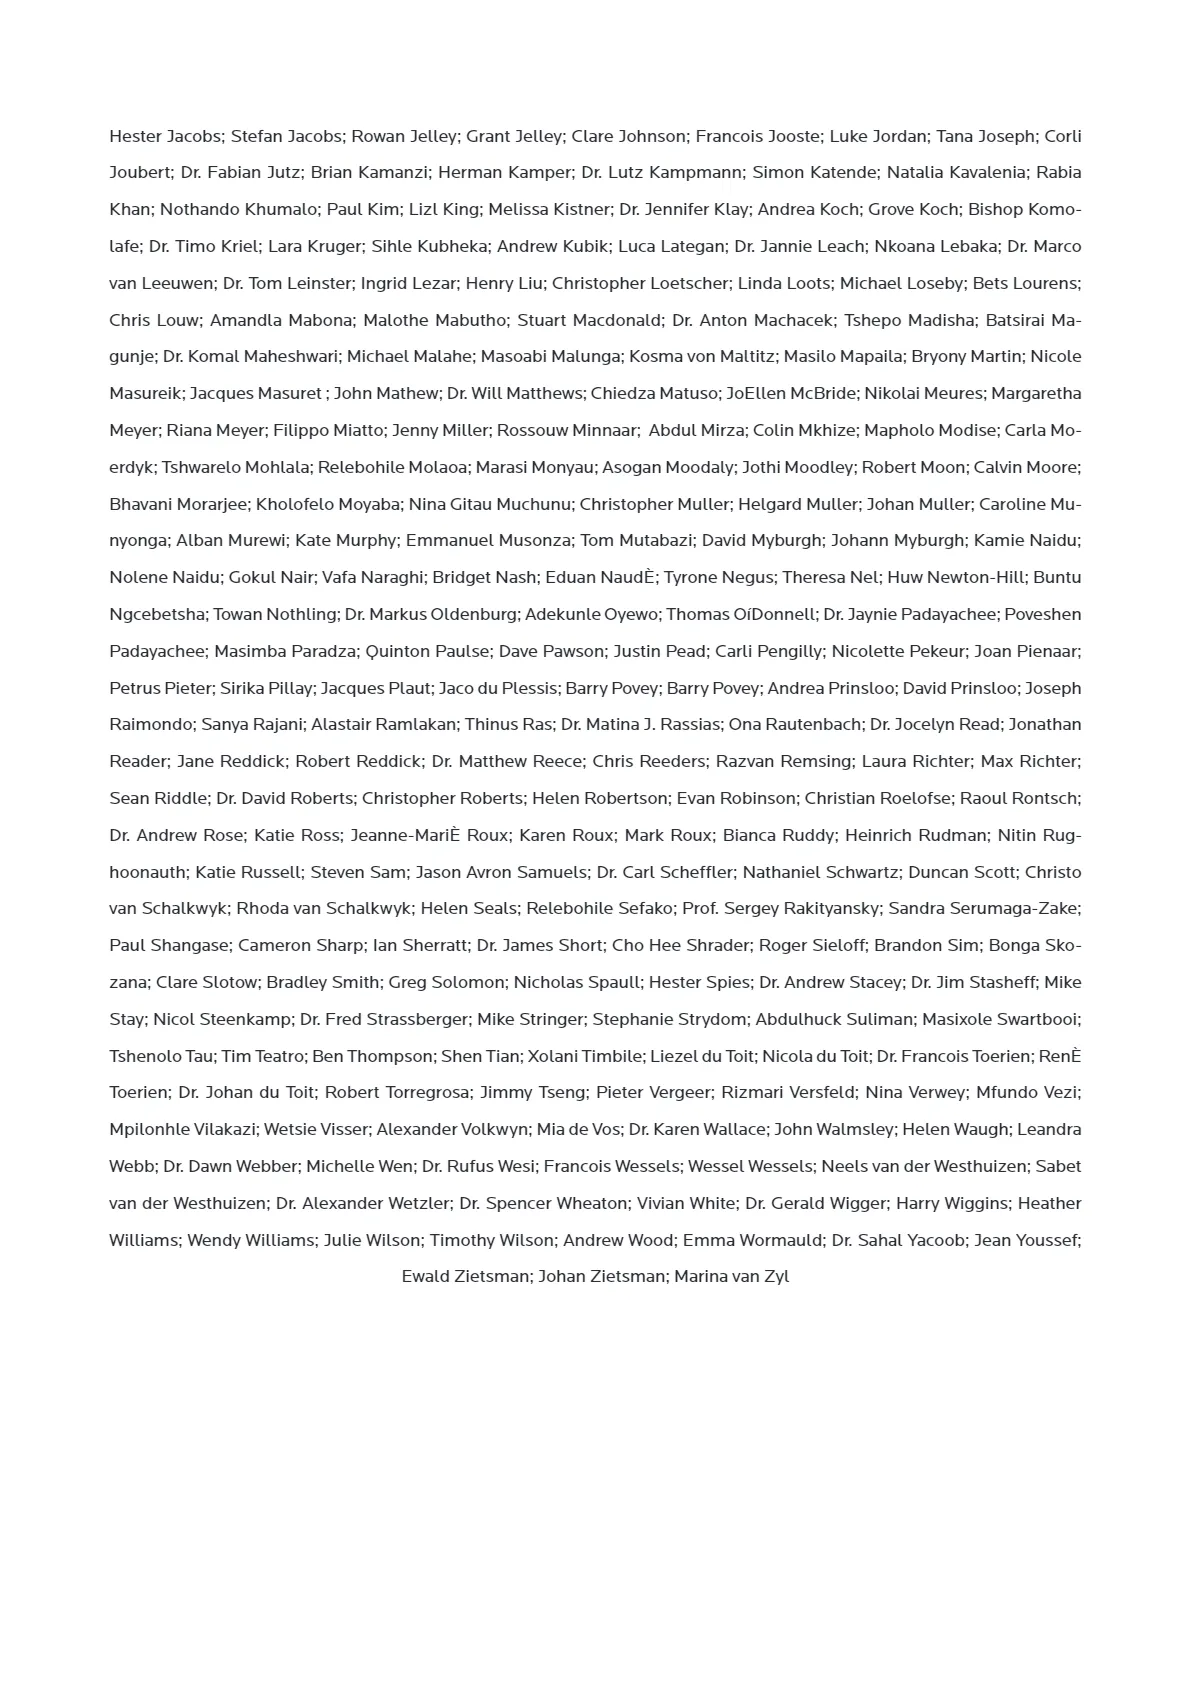 Hester Jacobs; Stefan Jacobs; Rowan Jelley; Grant Jelley; Clare Johnson; Francois Jooste; Luke Jordan; Tana Joseph; Corli
Joubert; Dr. Fabian Jutz; Brian Kamanzi; Herman Kamper; Dr. Lutz Kampmann; Simon Katende; Natalia Kavalenia; Rabia
Khan; Nothando Khumalo; Paul Kim; Lizl King; Melissa Kistner; Dr. Jennifer Klay; Andrea Koch; Grove Koch; Bishop Komo-
lafe; Dr. Timo Kriel; Lara Kruger; Sihle Kubheka; Andrew Kubik; Luca Lategan; Dr. Jannie Leach; Nkoana Lebaka; Dr. Marco
van Leeuwen; Dr. Tom Leinster; Ingrid Lezar; Henry Liu; Christopher Loetscher; Linda Loots; Michael Loseby; Bets Lourens;
Chris Louw; Amandla Mabona; Malothe Mabutho; Stuart Macdonald; Dr. Anton Machacek; Tshepo Madisha; Batsirai Ma-
gunje; Dr. Komal Maheshwari; Michael Malahe; Masoabi Malunga; Kosma von Maltitz; Masilo Mapaila; Bryony Martin; Nicole
Masureik; Jacques Masuret ; John Mathew; Dr. Will Matthews; Chiedza Matuso; JoEllen McBride; Nikolai Meures; Margaretha
Meyer; Riana Meyer; Filippo Miatto; Jenny Miller; Rossouw Minnaar;  Abdul Mirza; Colin Mkhize; Mapholo Modise; Carla Mo-
erdyk; Tshwarelo Mohlala; Relebohile Molaoa; Marasi Monyau; Asogan Moodaly; Jothi Moodley; Robert Moon; Calvin Moore;
Bhavani Morarjee; Kholofelo Moyaba; Nina Gitau Muchunu; Christopher Muller; Helgard Muller; Johan Muller; Caroline Mu-
nyonga; Alban Murewi; Kate Murphy; Emmanuel Musonza; Tom Mutabazi; David Myburgh; Johann Myburgh; Kamie Naidu;
Nolene Naidu; Gokul Nair; Vafa Naraghi; Bridget Nash; Eduan NaudÈ; Tyrone Negus; Theresa Nel; Huw Newton-Hill; Buntu
Ngcebetsha; Towan Nothling; Dr. Markus Oldenburg; Adekunle Oyewo; Thomas OíDonnell; Dr. Jaynie Padayachee; Poveshen
Padayachee; Masimba Paradza; Quinton Paulse; Dave Pawson; Justin Pead; Carli Pengilly; Nicolette Pekeur; Joan Pienaar;
Petrus Pieter; Sirika Pillay; Jacques Plaut; Jaco du Plessis; Barry Povey; Barry Povey; Andrea Prinsloo; David Prinsloo; Joseph
Raimondo; Sanya Rajani; Alastair Ramlakan; Thinus Ras; Dr. Matina J. Rassias; Ona Rautenbach; Dr. Jocelyn Read; Jonathan
Reader; Jane Reddick; Robert Reddick; Dr. Matthew Reece; Chris Reeders; Razvan Remsing; Laura Richter; Max Richter;
Sean Riddle; Dr. David Roberts; Christopher Roberts; Helen Robertson; Evan Robinson; Christian Roelofse; Raoul Rontsch;
Dr. Andrew Rose; Katie Ross; Jeanne-MariÈ Roux; Karen Roux; Mark Roux; Bianca Ruddy; Heinrich Rudman; Nitin Rug-
hoonauth; Katie Russell; Steven Sam; Jason Avron Samuels; Dr. Carl Scheffler; Nathaniel Schwartz; Duncan Scott; Christo
van Schalkwyk; Rhoda van Schalkwyk; Helen Seals; Relebohile Sefako; Prof. Sergey Rakityansky; Sandra Serumaga-Zake;
Paul Shangase; Cameron Sharp; Ian Sherratt; Dr. James Short; Cho Hee Shrader; Roger Sieloff; Brandon Sim; Bonga Sko-
zana; Clare Slotow; Bradley Smith; Greg Solomon; Nicholas Spaull; Hester Spies; Dr. Andrew Stacey; Dr. Jim Stasheff; Mike
Stay; Nicol Steenkamp; Dr. Fred Strassberger; Mike Stringer; Stephanie Strydom; Abdulhuck Suliman; Masixole Swartbooi;
Tshenolo Tau; Tim Teatro; Ben Thompson; Shen Tian; Xolani Timbile; Liezel du Toit; Nicola du Toit; Dr. Francois Toerien; RenÈ
Toerien; Dr. Johan du Toit; Robert Torregrosa; Jimmy Tseng; Pieter Vergeer; Rizmari Versfeld; Nina Verwey; Mfundo Vezi;
Mpilonhle Vilakazi; Wetsie Visser; Alexander Volkwyn; Mia de Vos; Dr. Karen Wallace; John Walmsley; Helen Waugh; Leandra
Webb; Dr. Dawn Webber; Michelle Wen; Dr. Rufus Wesi; Francois Wessels; Wessel Wessels; Neels van der Westhuizen; Sabet
van der Westhuizen; Dr. Alexander Wetzler; Dr. Spencer Wheaton; Vivian White; Dr. Gerald Wigger; Harry Wiggins; Heather
Williams; Wendy Williams; Julie Wilson; Timothy Wilson; Andrew Wood; Emma Wormauld; Dr. Sahal Yacoob; Jean Youssef;
Ewald Zietsman; Johan Zietsman; Marina van Zyl